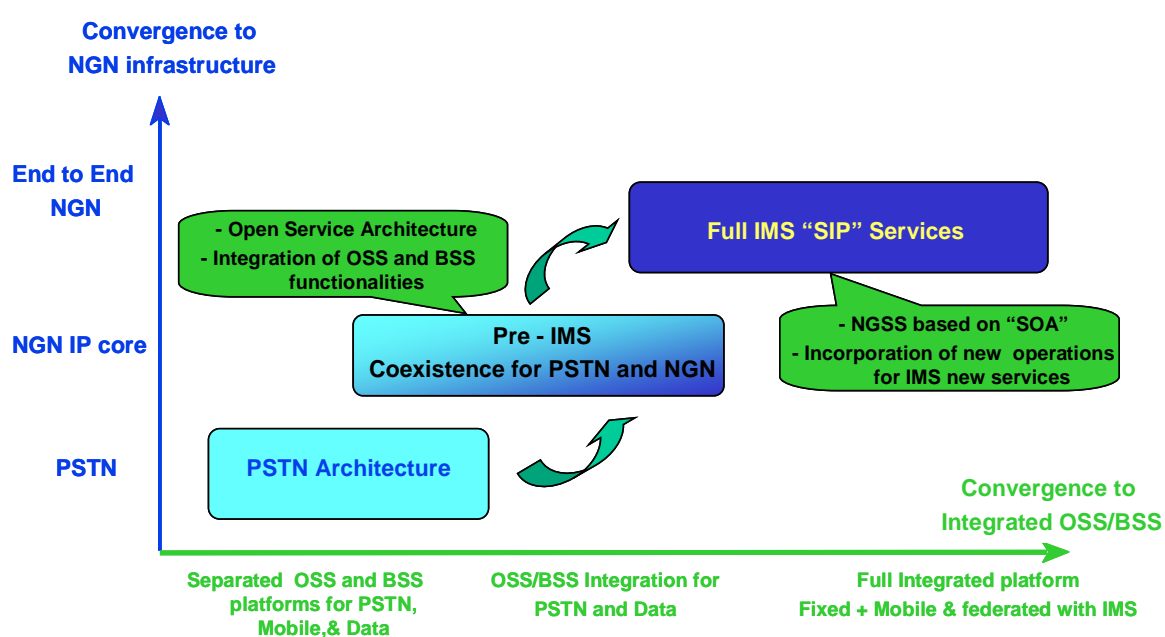 Convergence to
NGN infrastructure
End to End
NGN
- Open Service Architecture
- Integration of OSS and BSS
functionalities
Full IMS “SIP” Services
NGN IP core
Pre - IMS
Coexistence for PSTN and NGN
- NGSS based on “SOA”
- Incorporation of new operations
for IMS new services
PSTN
PSTN Architecture
Convergence to
Integrated OSS/BSS
Separated OSS and BSS
platforms for PSTN,
Mobile,& Data
OSS/BSS Integration for
PSTN and Data
Full Integrated platform
Fixed + Mobile & federated with IMS